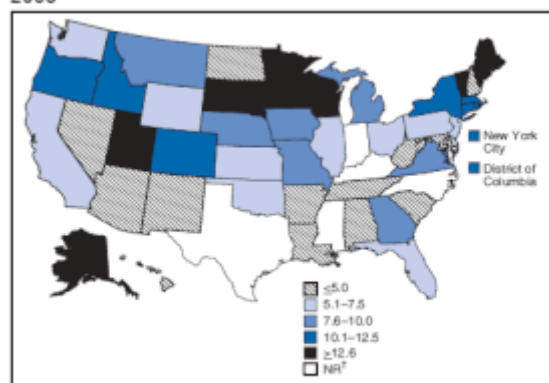 New York
City
District of
Columbia
≤5.0
5.1–7.5
7.6–10.0
10.1–12.5
≥12.6
NR†